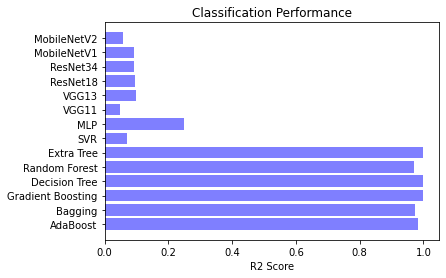 Classification Performance
MobileNetV2
MobileNetV1
ResNet34
ResNet18
VGG13
VGG11
MLP
SVR
Extra Tree
Random Forest
Decision Tree
Gradient Boosting
Bagging
AdaBoost
0.0 0.2 0.4 0.6 0.8 1.0
R2 Score